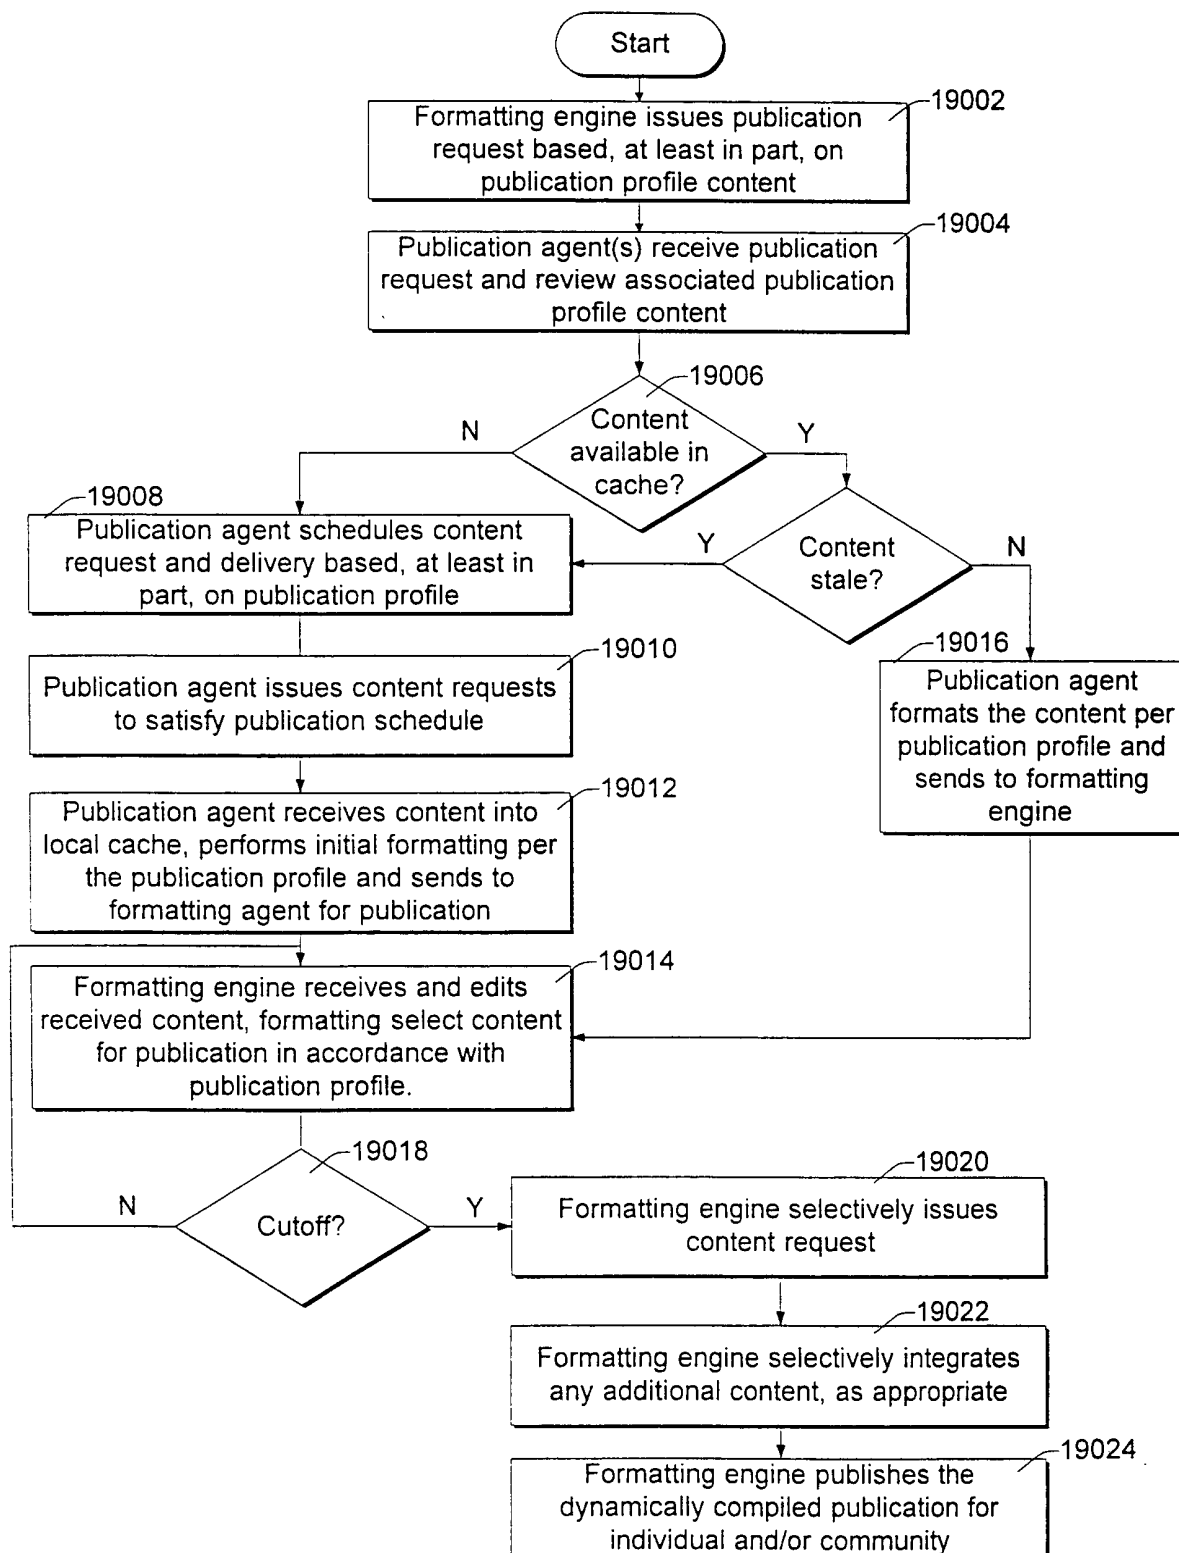 Start
19002
Formatting engine issues publication
request based, at least in part, on
publication profile content
19004
Publication agent(s) receive publication
request and review associated publication
profile content
19006
Content
available in
cache?
N
Y
19008
Publication agent schedules content
request and delivery based, at least in
part, on publication profile
Content
stale?
Y
N
19010
Publication agent issues content requests
to satisfy publication schedule
19016
Publication agent
formats the content per
publication profile and
sends to formatting
engine
19012
Publication agent receives content into
local cache, performs initial formatting per
the publication profile and sends to
formatting agent for publication
19014
Formatting engine receives and edits
received content, formatting select content
for publication in accordance with
publication profile.
19018
Cutoff?
N
Y
19020
Formatting engine selectively issues
content request
19022
Formatting engine selectively integrates
any additional content, as appropriate
19024
Formatting engine publishes the
dynamically compiled publication for
individual and/or community